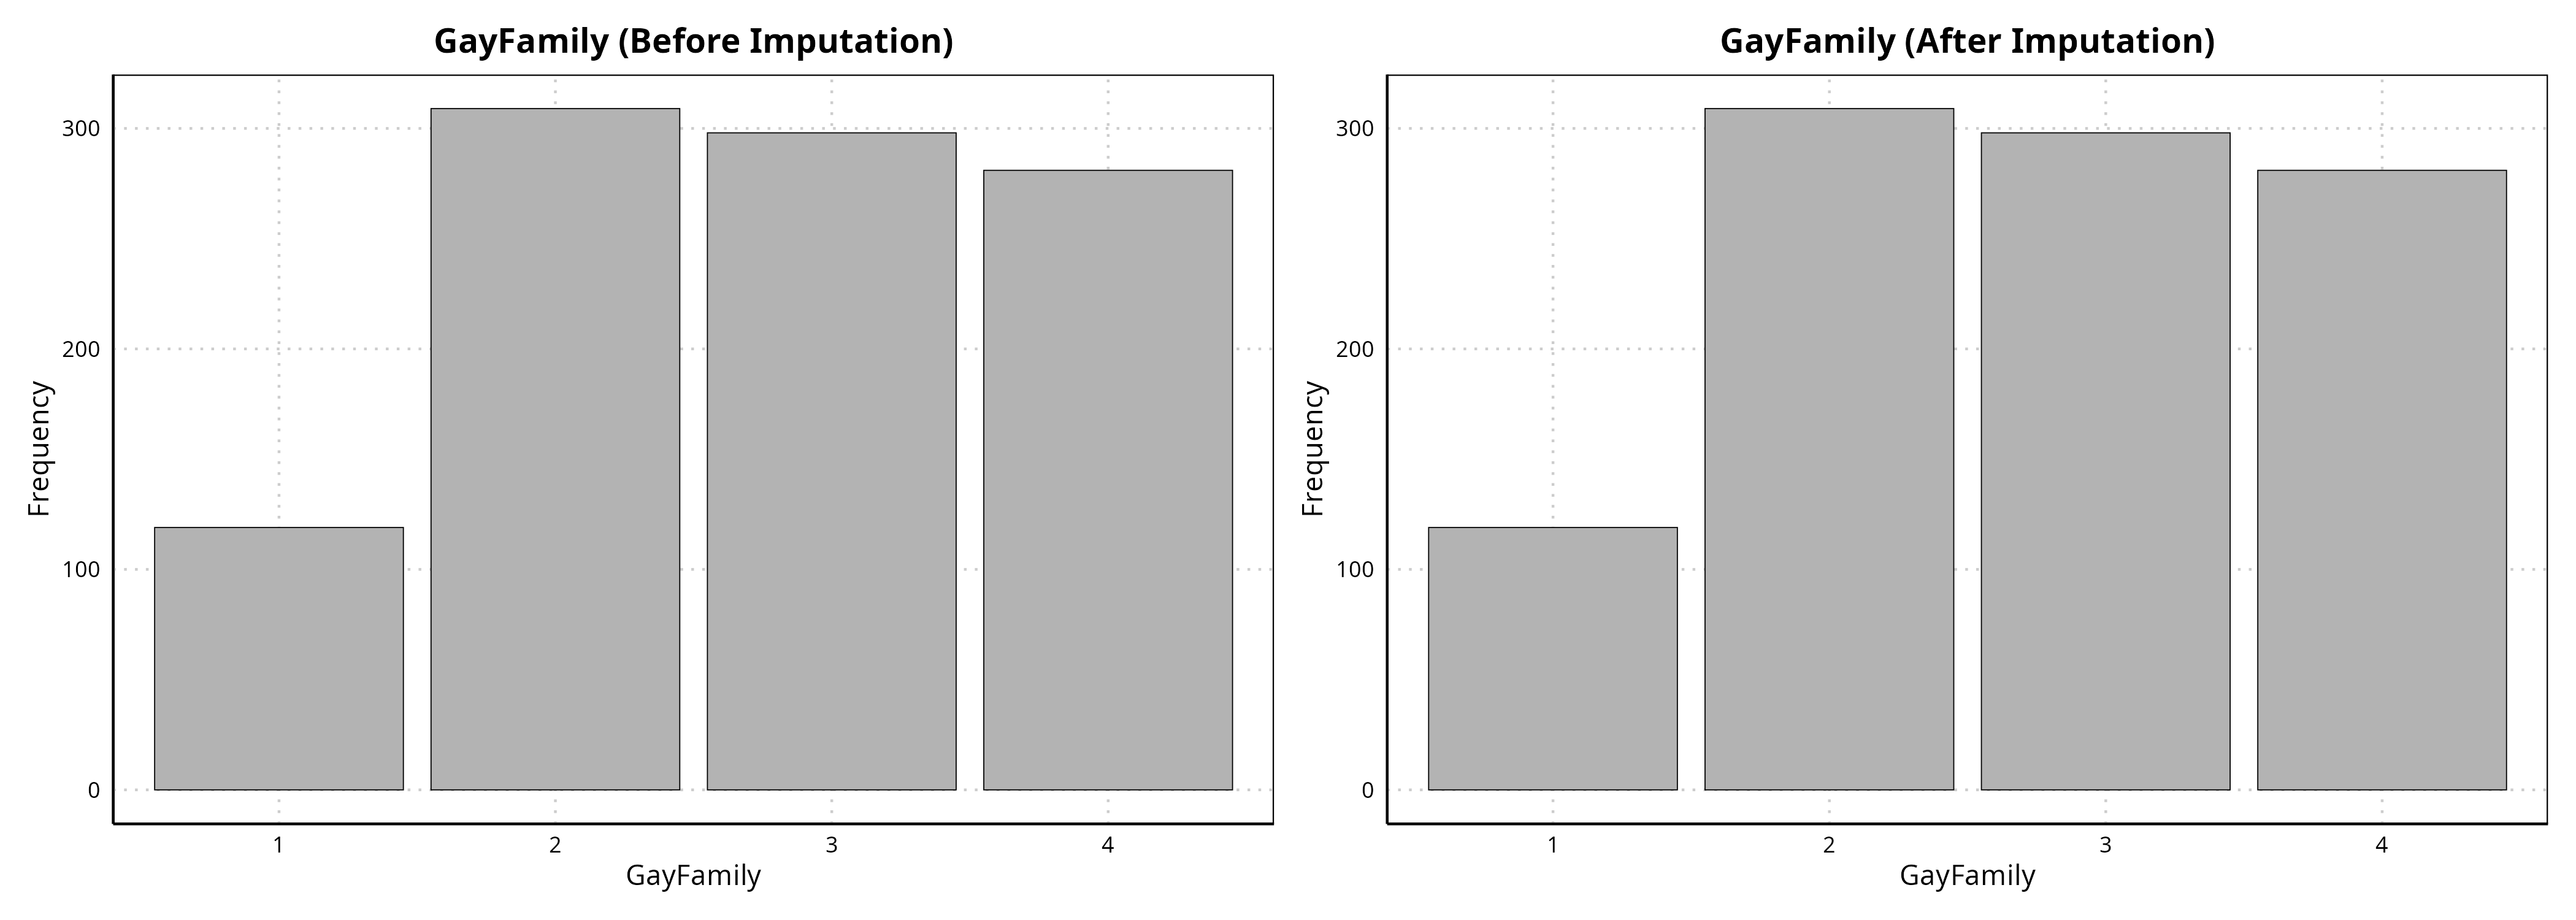 GayFamily (Before Imputation)
300
200
100
0
Frequency
1 2 3 4
GayFamily
GayFamily (After Imputation)
300
200
100
0
Frequency
1 2 3 4
GayFamily